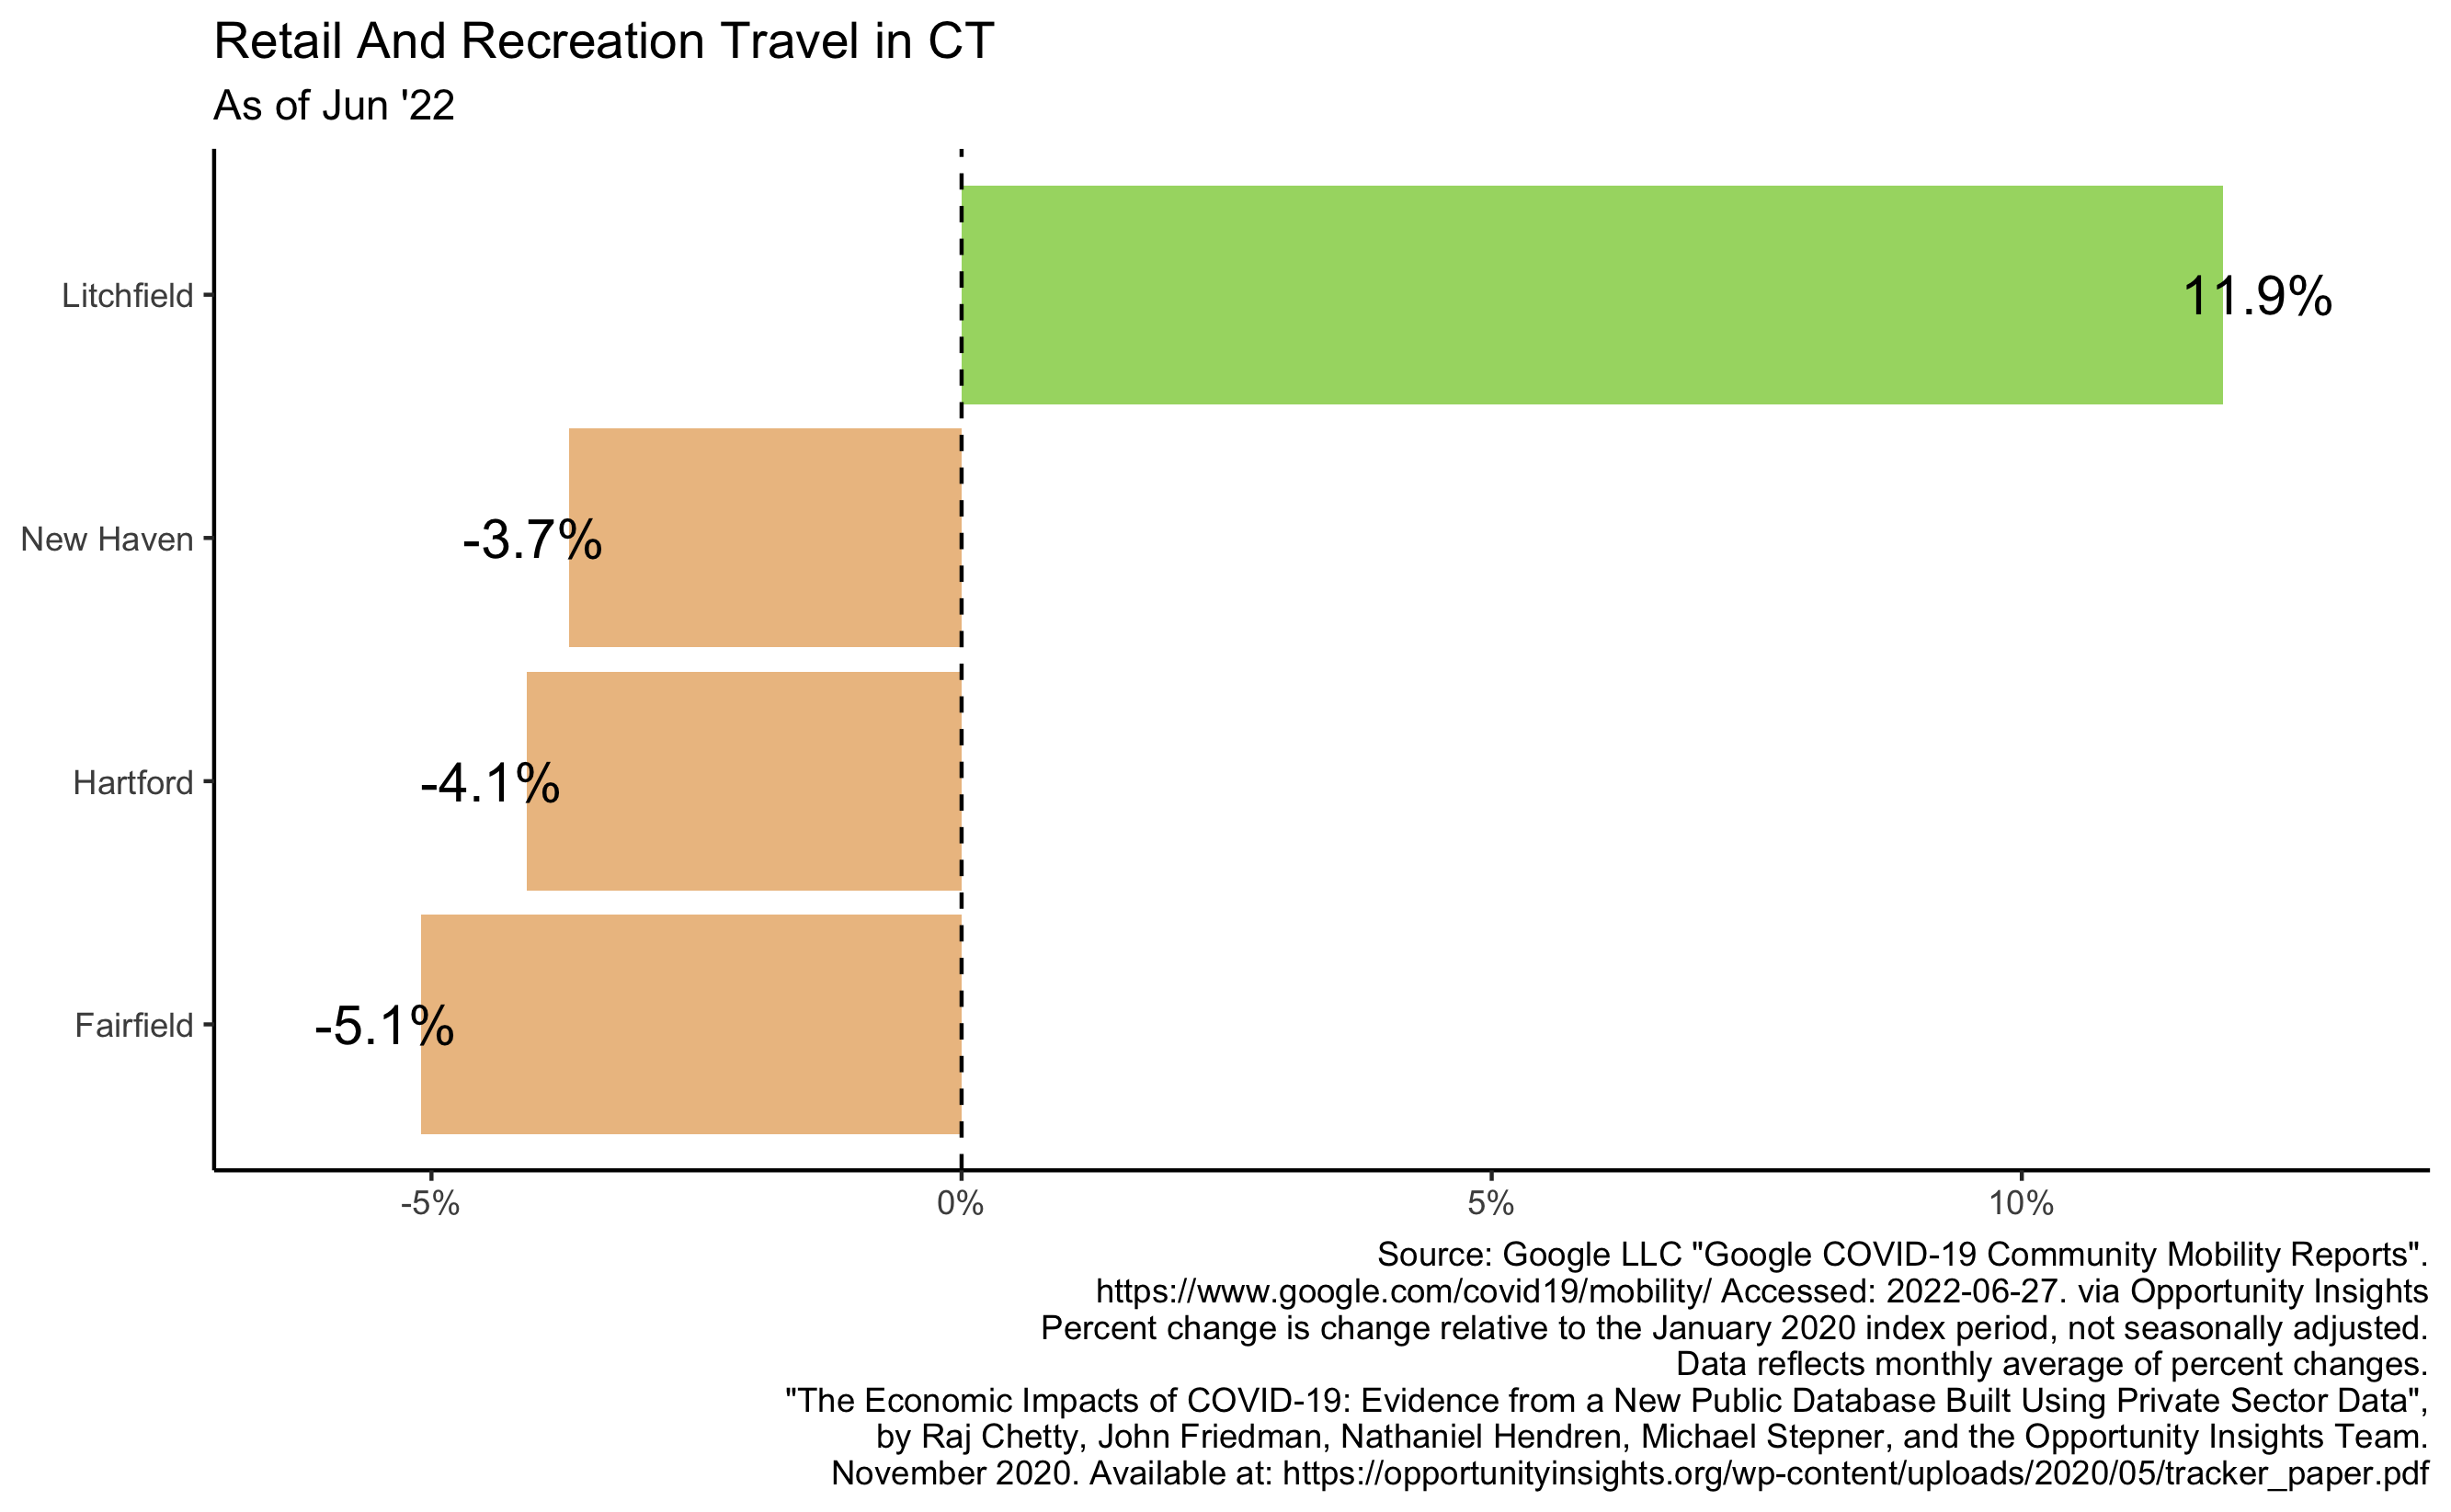 Retail And Recreation Travel in CT
As of Jun '22
Litchfield
11.9%
New Haven
-3.7%
Hartford
-4.1%
Fairfield
-5.1%
-5%
0%
5%
10%
Source: Google LLC "Google COVID-19 Community Mobility Reports".
https://www.google.com/covid19/mobility/ Accessed: 2022-06-27. via Opportunity Insights
Percent change is change relative to the January 2020 index period, not seasonally adjusted.
Data reflects monthly average of percent changes.
"The Economic Impacts of COVID-19: Evidence from a New Public Database Built Using Private Sector Data",
by Raj Chetty, John Friedman, Nathaniel Hendren, Michael Stepner, and the Opportunity Insights Team.
November 2020. Available at: https://opportunityinsights.org/wp-content/uploads/2020/05/tracker_paper.pdf